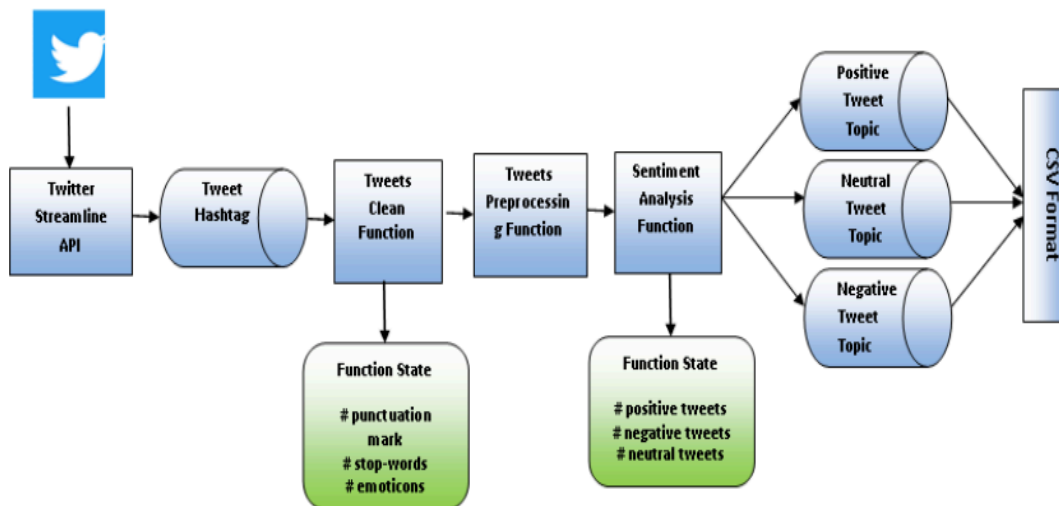 Twitter
Streamline
API
Tweet
Hashtag
Tweets
Clean
Function
Tweets
Preprocessin
g Function
Sentiment
Analysis
Function
Positive
Tweet
Topic
Neutral
Tweet
Topic
Negative
Tweet
Topic
CSV Format
Function State
# punctuation
mark
# stop-words
# emoticons
Function State
# positive tweets
# negative tweets
# neutral tweets